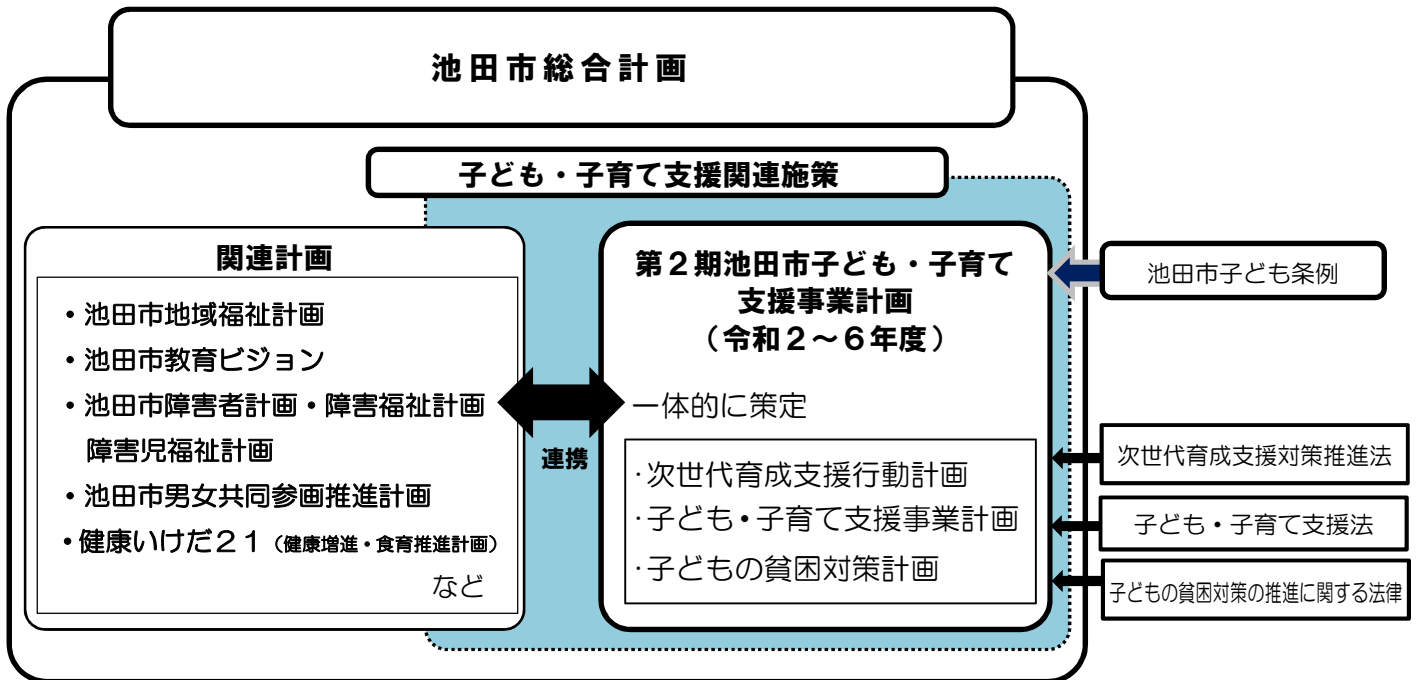 池田市総合計画
子ども・子育て支援関連施策
関連計画
・池田市地域福祉計画
・池田市教育ビジョン
・池田市障害者計画・障害福祉計画
障害児福祉計画
・池田市男女共同参画推進計画
・健康いけだ２１（健康増進・食育推進計画）
など
連携
第２期池田市子ども・子育て
支援事業計画
（令和２～６年度）
一体的に策定
・次世代育成支援行動計画
・子ども・子育て支援事業計画
・子どもの貧困対策計画
池田市子ども条例
次世代育成支援対策推進法
子ども・子育て支援法
子どもの貧困対策の推進に関する法律